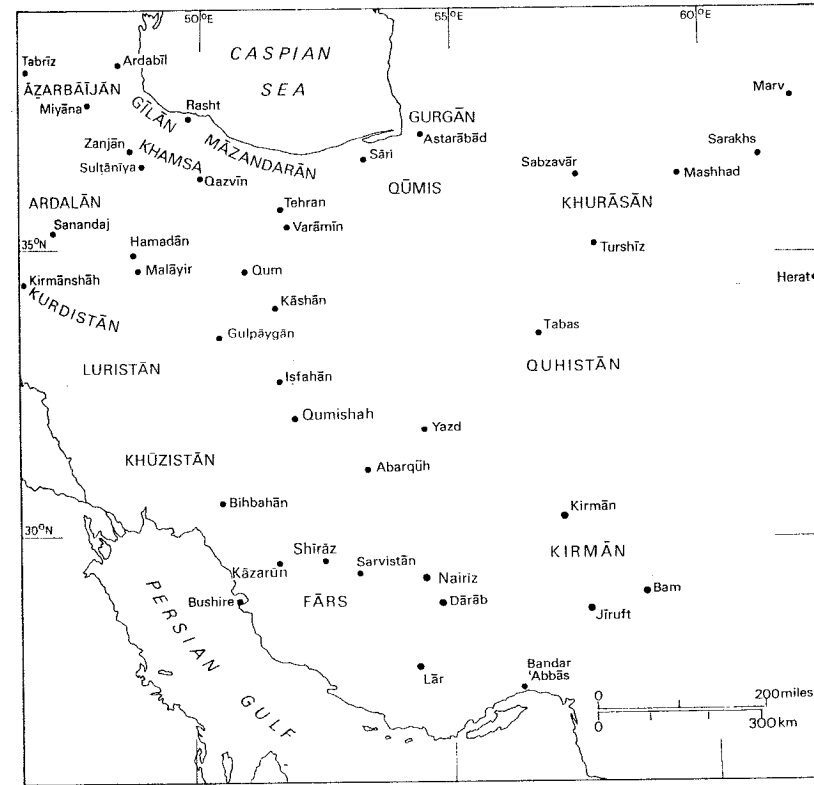 50°E
55°E
60°E
CASPIAN
SEA
Tabrīz
Ardabīl
ĀẔARBĀĪJĀN
Miyāna
GĪLĀN
Rasht
GURGĀN
Astarābād
Marv
Zanjān
KHAMSA
MĀZANDARĀN
Sāri
Sarakhs
Sulṭānīya
Qazvīn
QŪMIS
Sabzavār
Mashhad
ARDALĀN
Tehran
KHURĀSĀN
Sanandaj
Varāmīn
35°N
Hamadān
Turshīz
Malāyir
Qum
Herat
Kirmānshāh
KURDISTĀN
Kāshān
Gulpāygān
Tabas
LURISTĀN
QUHISTĀN
Iṣfahān
Qumishah
Yazd
KHŪZISTĀN
Abarqūh
Bihbahān
Kirmān
30°N
KIRMĀN
Shīrāz
Kāzarūn
Sarvistān
Nairīz
Bam
Bushire
FĀRS
Dārāb
Jīruft
PERSIAN GULF
Lār
Bandar
'Abbās
0 200 miles
0 300 km